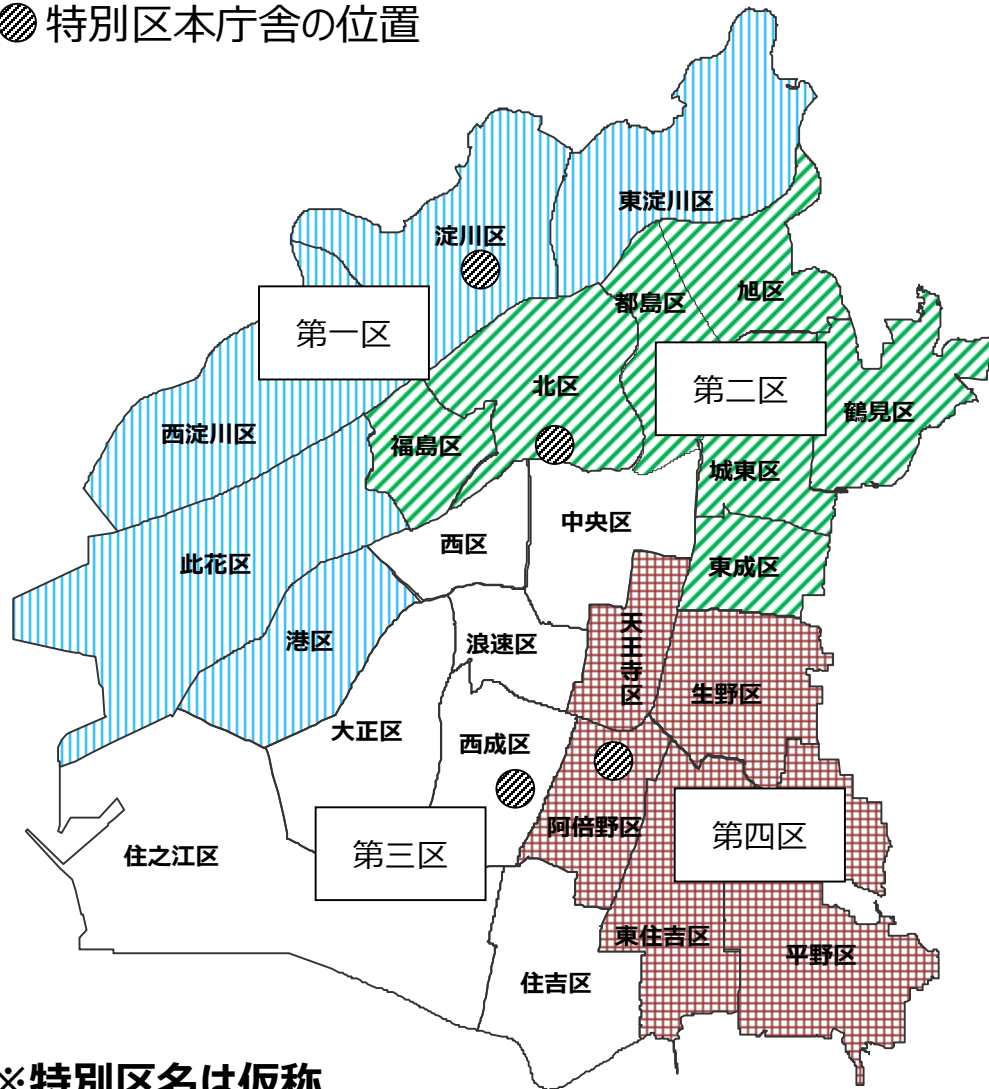 特別区本庁舎の位置
東淀川区
淀川区
都島区
旭区
第一区
北区
第二区
鶴見区
西淀川区
福島区
城東区
中央区
西区
此花区
東成区
天王寺区
港区
浪速区
生野区
大正区
西成区
阿倍野区
第四区
住之江区
第三区
東住吉区
平野区
住吉区
※特別区名は仮称